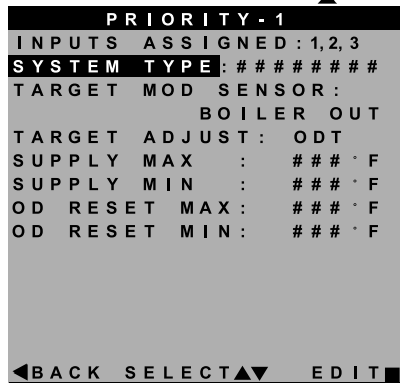 PRIORITY-1
INPUTS ASSIGNED:1,2,3
SYSTEM TYPE:########
TARGET MOD SENSOR:
BOILER OUT
TARGET ADJUST: ODT
SUPPLY MAX : ###°F
SUPPLY MIN : ###°F
OD RESET MAX: ###°F
OD RESET MIN: ###°F
◀BACK SELECT▲▼ EDIT■